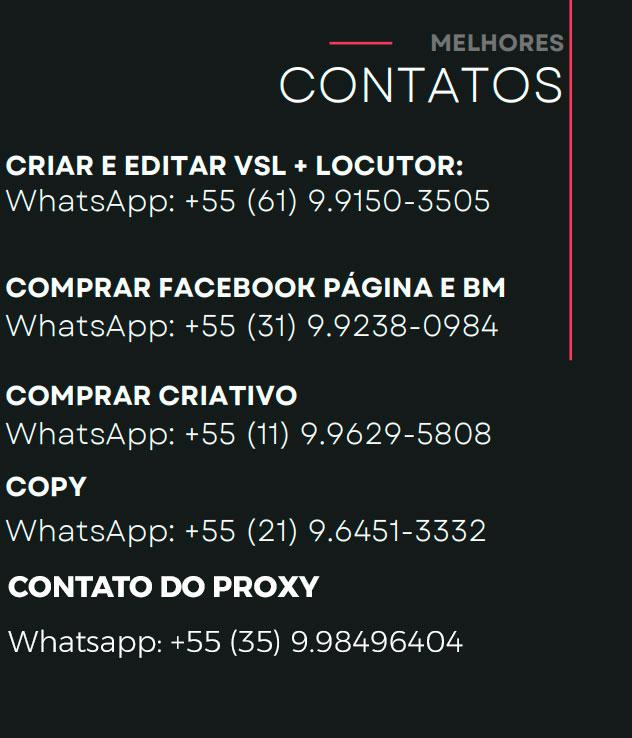 MELHORES
CONTATOS
CRIAR E EDITAR VSL + LOCUTOR:
WhatsApp: +55 (61) 9.9150-3505
COMPRAR FACEBOOK PÁGINA E BM
WhatsApp: +55 (31) 9.9238-0984
COMPRAR CRIATIVO
WhatsApp: +55 (11) 9.9629-5808
COPY
WhatsApp: +55 (21) 9.6451-3332
CONTATO DO PROXY
Whatsapp: +55 (35) 9.98496404